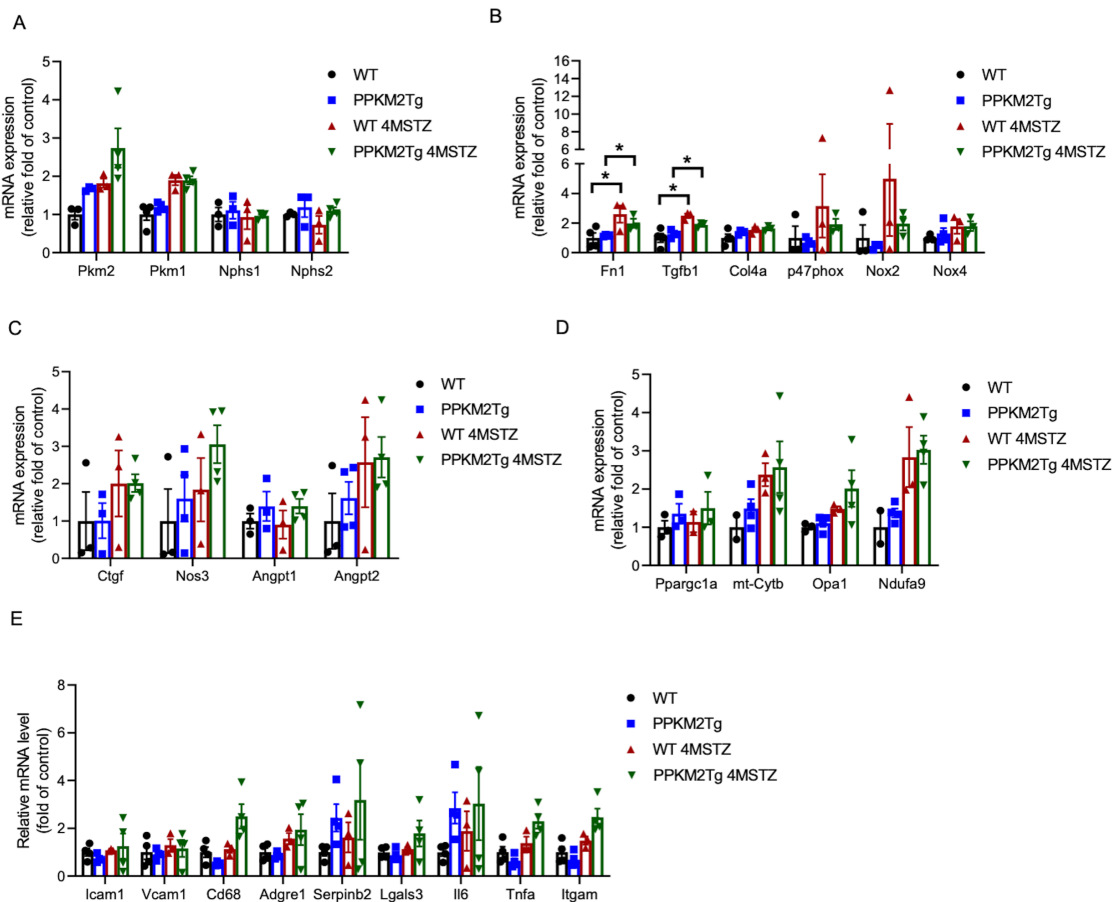 A
mRNA expression
(relative fold of control)
5
4
3
2
1
0
Pkm2 Pkm1 Nphs1 Nphs2
WT
PPKM2Tg
WT 4MSTZ
PPKM2Tg 4MSTZ
B
mRNA expression
(relative fold of control)
16
14
12
10
8
6
6
4
2
0
* * * *
Fn1 Tgfb1 Col4a p47phox Nox2 Nox4
WT
PPKM2Tg
WT 4MSTZ
PPKM2Tg 4MSTZ
C
mRNA expression
(relative fold of control)
5
4
3
2
1
0
Ctgf Nos3 Angpt1 Angpt2
WT
PPKM2Tg
WT 4MSTZ
PPKM2Tg 4MSTZ
D
mRNA expression
(relative fold of control)
5
4
3
2
1
0
Ppargc1a mt-Cytb Opa1 Ndufa9
WT
PPKM2Tg
WT 4MSTZ
PPKM2Tg 4MSTZ
E
Relative mRNA level
(fold of control)
8
6
4
2
0
Icam1 Vcam1 Cd68 Adgre1 Serpinb2 Lgals3 Il6 Tnfa Itgam
WT
PPKM2Tg
WT 4MSTZ
PPKM2Tg 4MSTZ